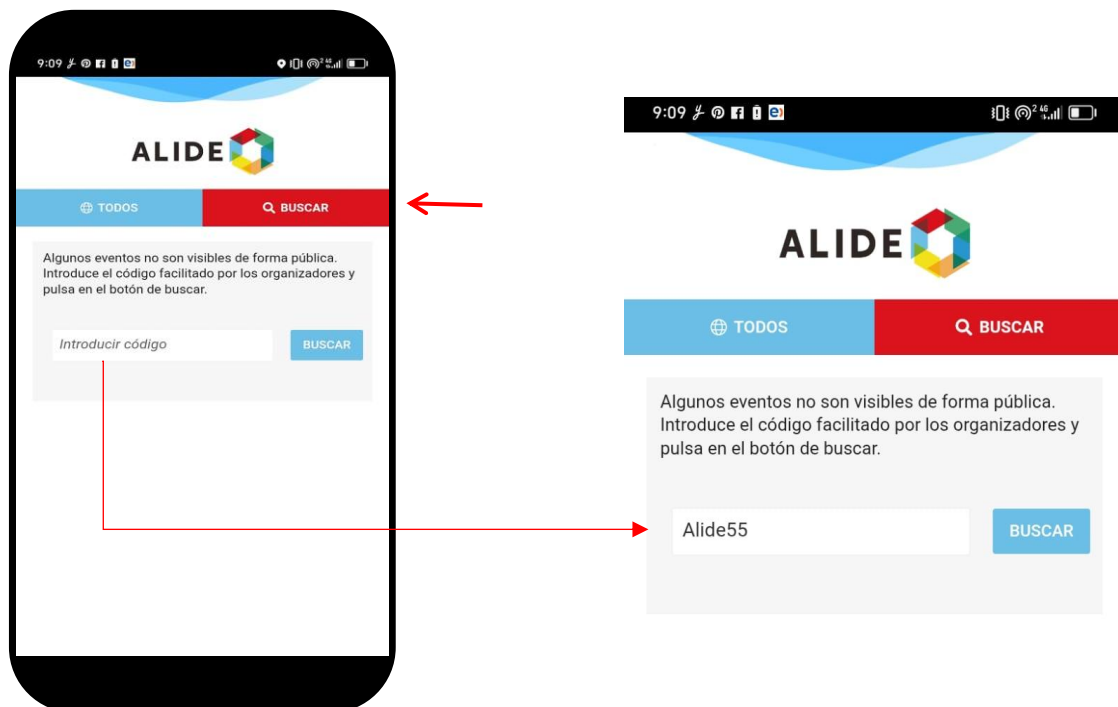 9:09
ALIDE
TODOS
BUSCAR
Algunos eventos no son visibles de forma pública.
Introduce el código facilitado por los organizadores y
pulsa en el botón de buscar.
Introducir código
BUSCAR
9:09
2 4G
ALIDE
TODOS
BUSCAR
Algunos eventos no son visibles de forma pública.
Introduce el código facilitado por los organizadores y
pulsa en el botón de buscar.
Alide55
BUSCAR